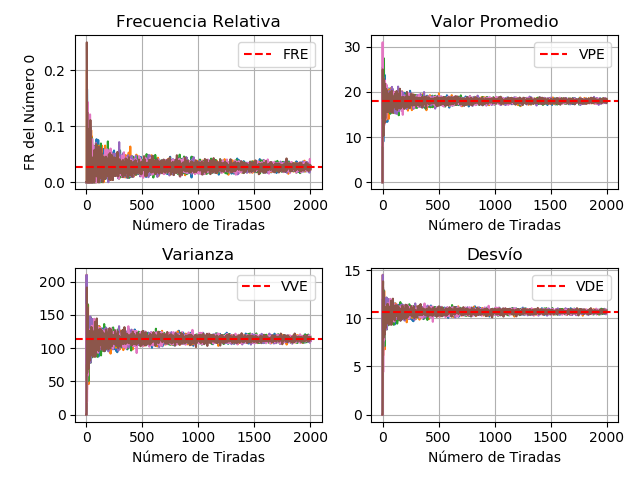 Frecuencia Relativa
FR del Número 0
0.2
0.1
0.0
FRE
0
500
1000
1500
2000
Número de Tiradas
Valor Promedio
30
20
10
0
VPE
0
500
1000
1500
2000
Número de Tiradas
Varianza
200
150
100
50
0
VVE
0
500
1000
1500
2000
Número de Tiradas
Desvío
15
10
5
0
VDE
0
500
1000
1500
2000
Número de Tiradas